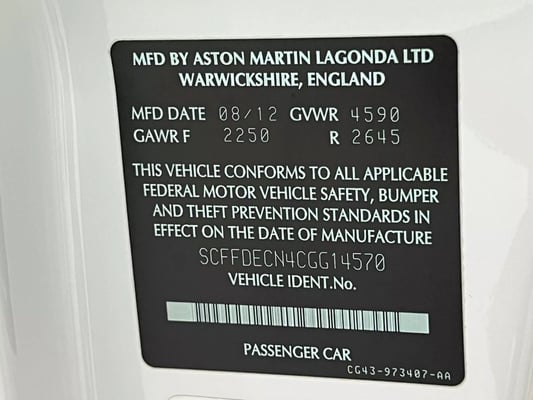 MFD BY ASTON MARTIN LAGONDA LTD
WARWICKSHIRE, ENGLAND
MFD DATE 08/12 GVWR 4590
GAWR F 2250 R 2645
THIS VEHICLE CONFORMS TO ALL APPLICABLE
FEDERAL MOTOR VEHICLE SAFETY, BUMPER
AND THEFT PREVENTION STANDARDS IN
EFFECT ON THE DATE OF MANUFACTURE
SCFFDECN4CGG14570
VEHICLE IDENT.No.
PASSENGER CAR
CG43-973407-AA